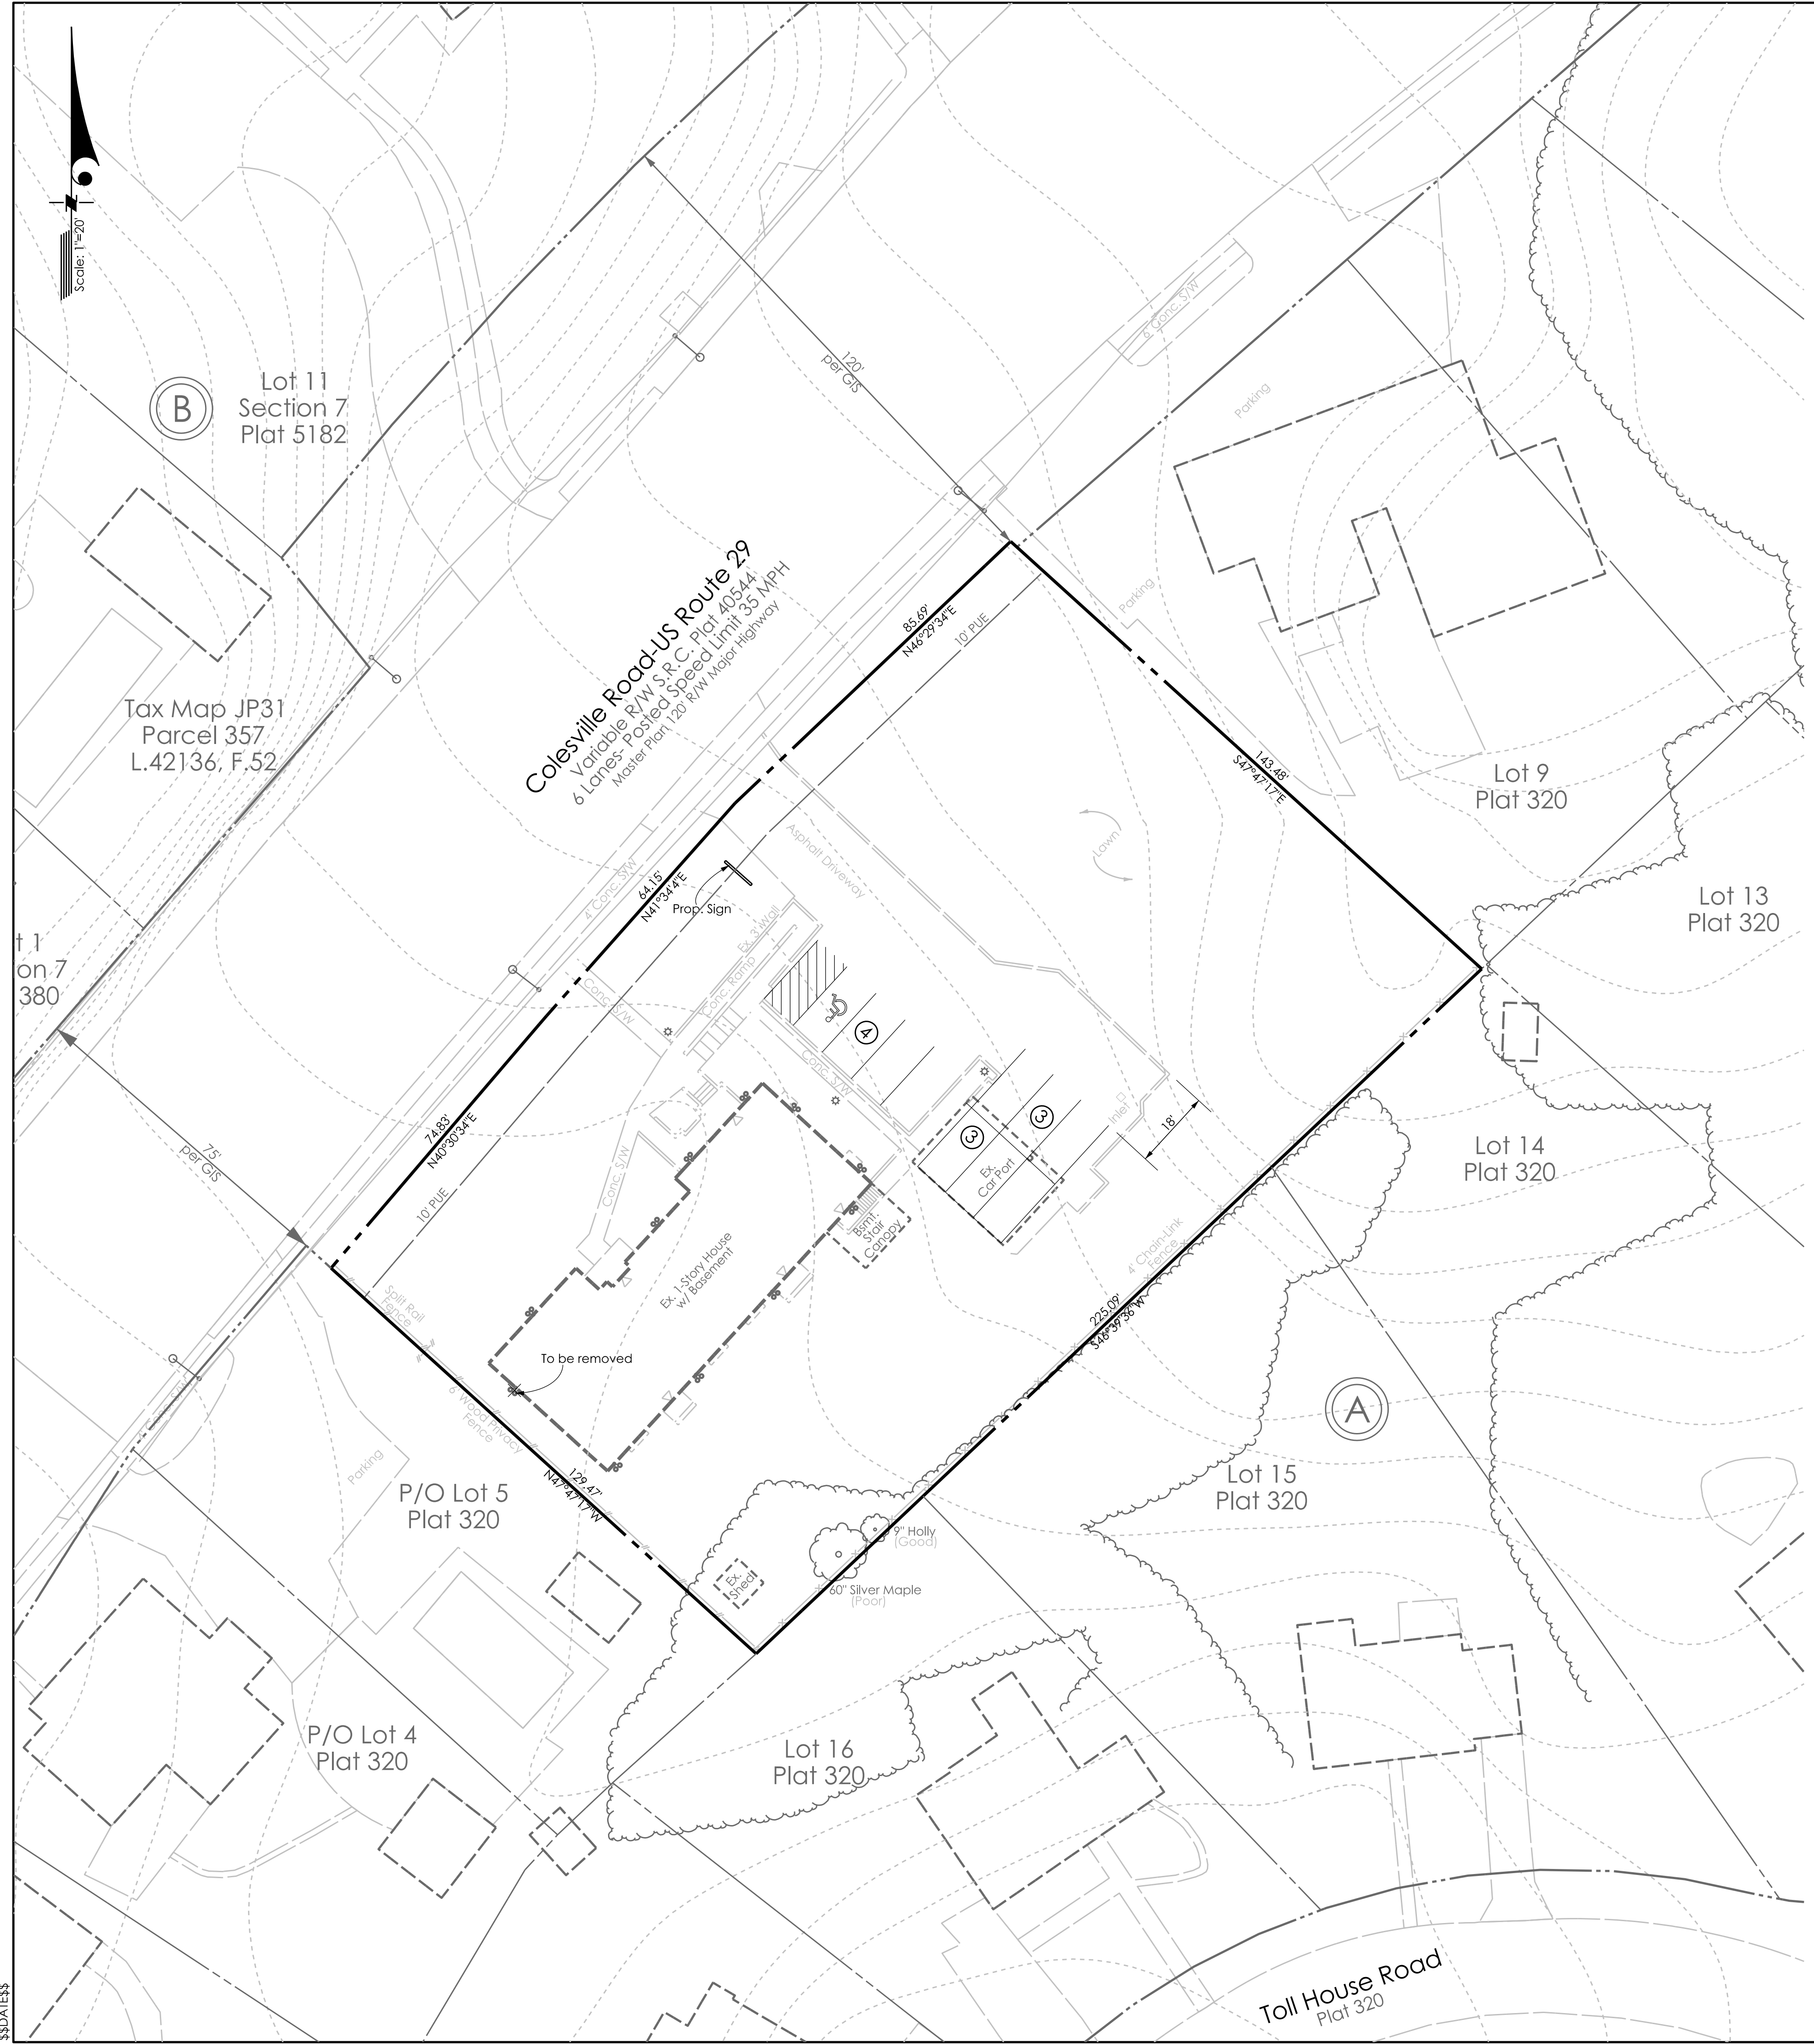 Scale: 1"=20'
B
Lot 11
Section 7
Plat 5182
120'
per GIS
6' Conc. S/W
Parking
Parking
Colesville Road-US Route 29
Variable R/W S.R.C. Plat 40544
6 Lanes- Posted Speed Limit 35 MPH
Master Plan 120' R/W Major Highway
85.69'
N46°29'34"E
10' PUE
Tax Map JP31
Parcel 357
L.42136, F.52
143.48'
S47°47'17"E
Lot 9
Plat 320
Lot 13
Plat 320
t 1
on 7
380
4' Conc. S/W
64.15'
N41°34'4"E
Prop. Sign
Asphalt Driveway
Lawn
Ex. 3' Wall
Conc. Ramp
Conc. S/W
4
Conc. S/W
3
3
Ex.
Car Port
Inlet
18'
74.83'
N40°30'34"E
10' PUE
Conc. S/W
75'
per GIS
Bsmt.
Stair
Canopy
Ex. 1-Story House
w/ Basement
Lot 14
Plat 320
4' Chain-Link
Fence
225.09'
Split Rail
Fence
To be removed
6' Wood Privacy
Fence
A
Parking
129.47'
N47°47'17"W
P/O Lot 5
Plat 320
Lot 15
Plat 320
9" Holly
(Good)
Ex.
Shed
60" Silver Maple
(Poor)
P/O Lot 4
Plat 320
Lot 16
Plat 320
Toll House Road
Plat 320
$$DATE$$